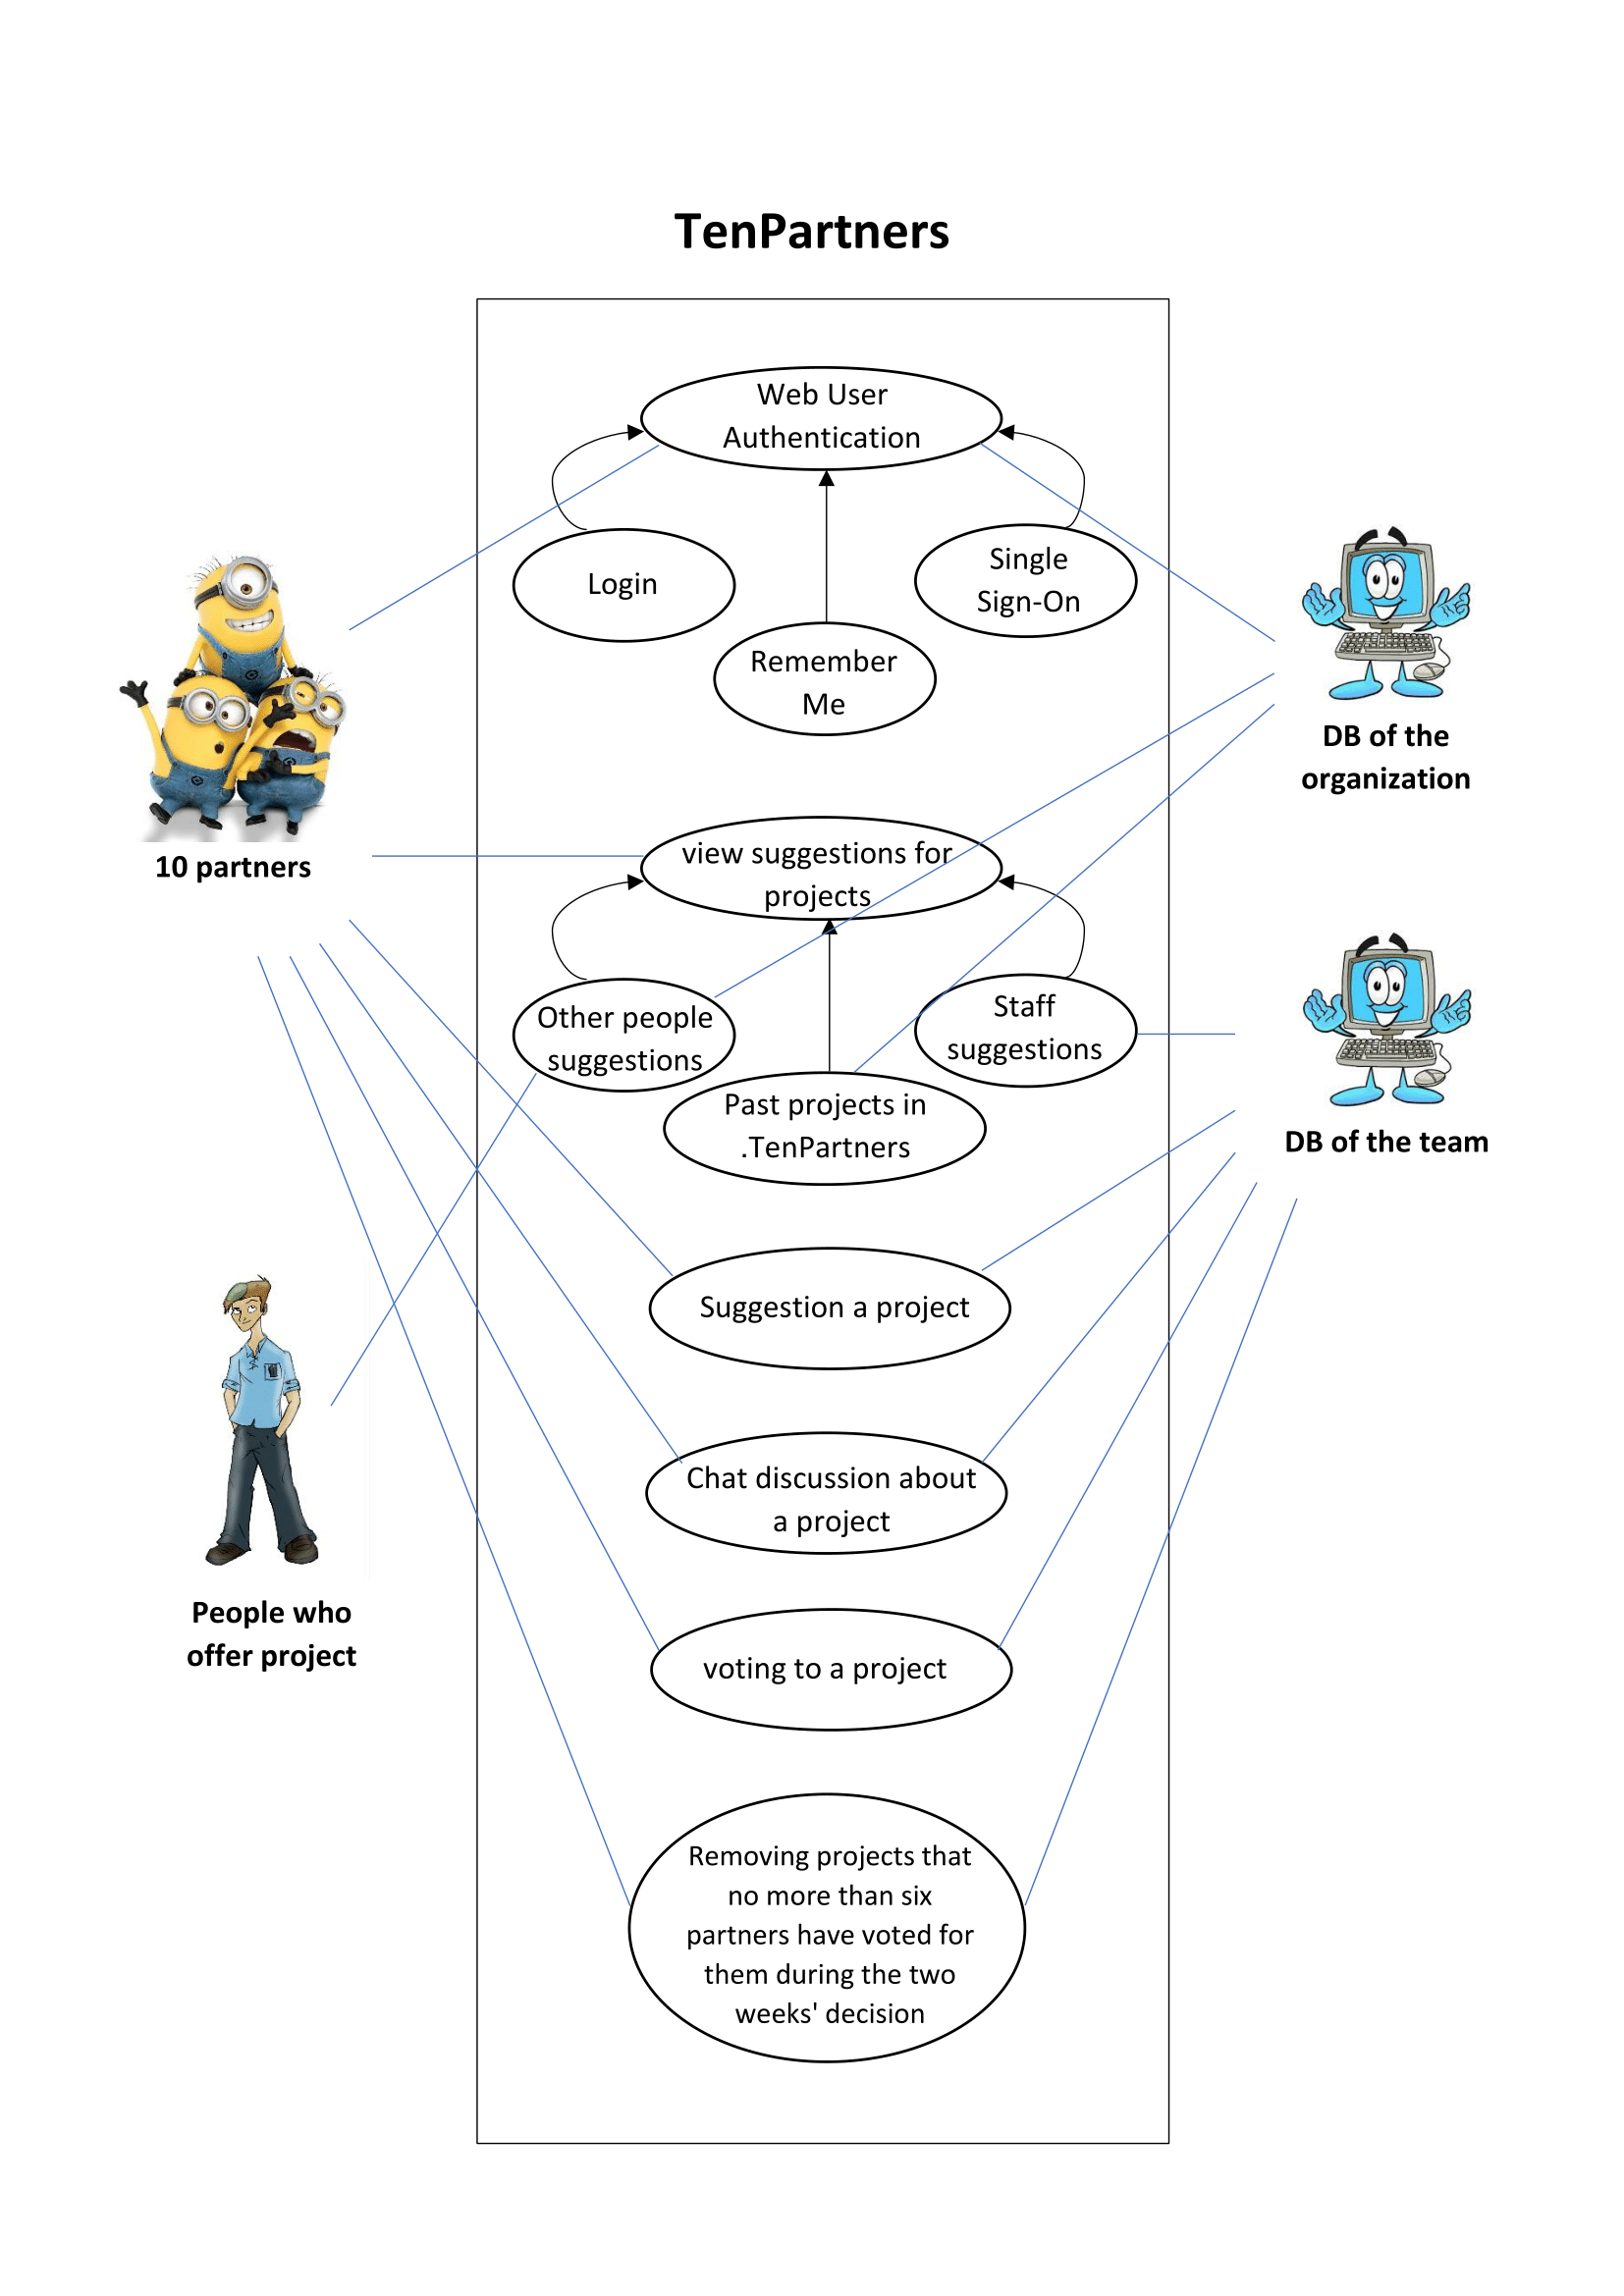 TenPartners
Web User
Authentication
Login
Single
Sign-On
Remember
Me
DB of the
organization
view suggestions for
projects
10 partners
Other people
suggestions
Staff
suggestions
Past projects in
.TenPartners
DB of the team
Suggestion a project
Chat discussion about
a project
People who
offer project
voting to a project
Removing projects that
no more than six
partners have voted for
them during the two
weeks' decision